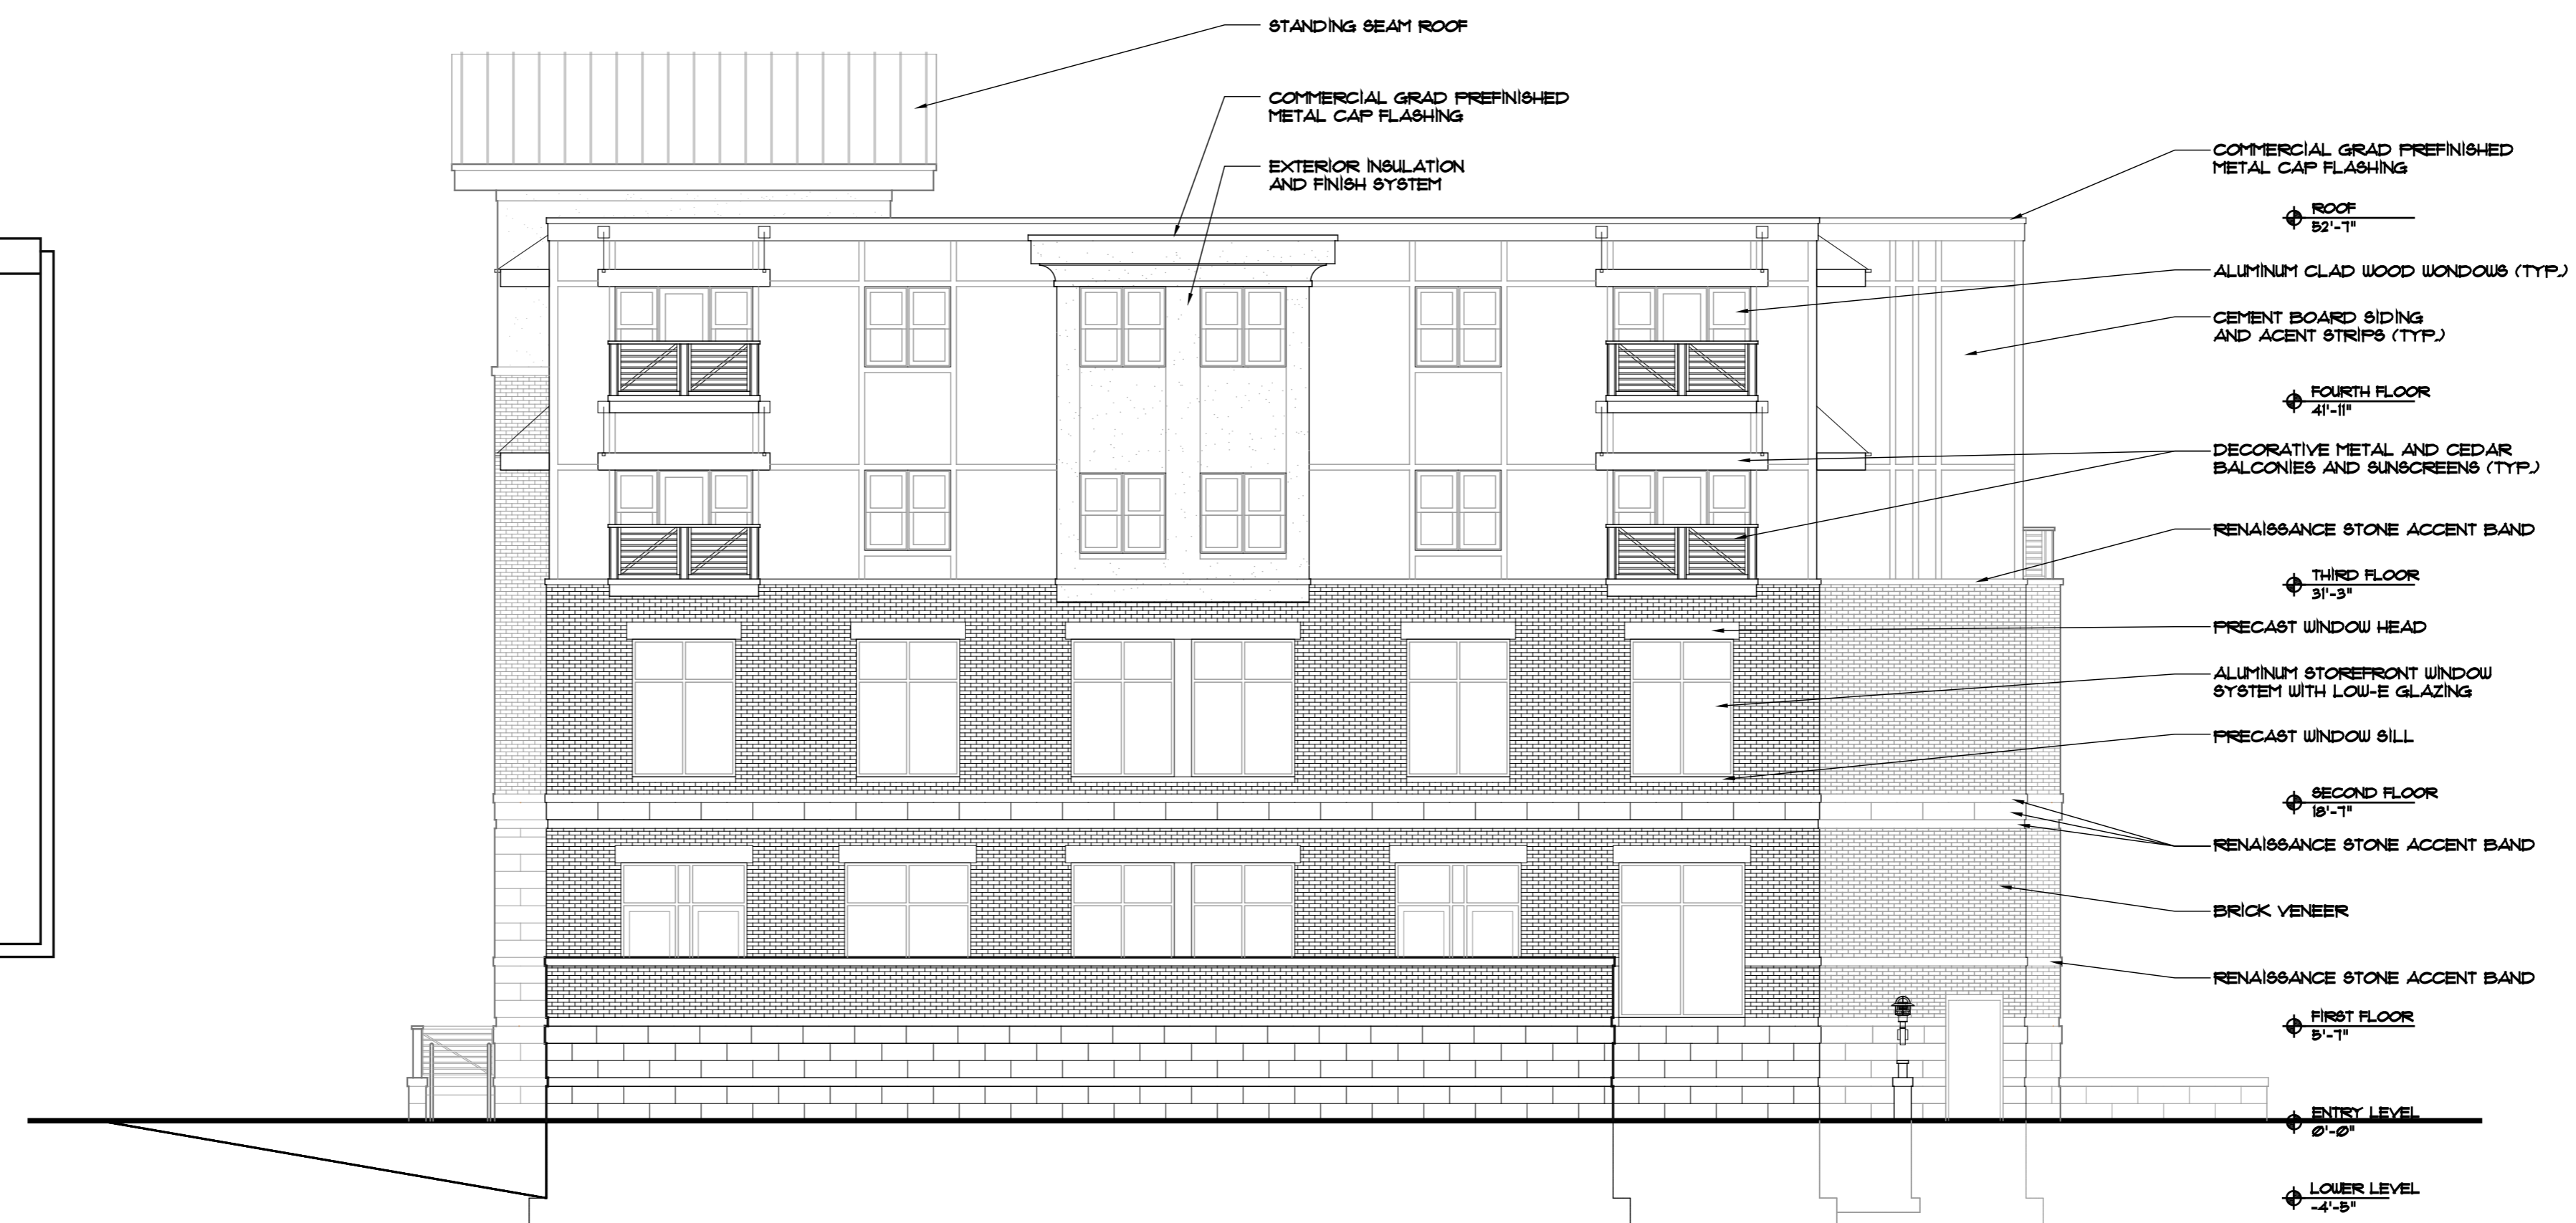 STANDING SEAM ROOF
COMMERCIAL GRAD PREFINISHED
METAL CAP FLASHING
EXTERIOR INSULATION
AND FINISH SYSTEM
COMMERCIAL GRAD PREFINISHED
METAL CAP FLASHING
ROOF
52'-7"
ALUMINUM CLAD WOOD WONDOWS (TYP.)
CEMENT BOARD SIDING
AND ACENT STRIPS (TYP.)
FOURTH FLOOR
41'-11"
DECORATIVE METAL AND CEDAR
BALCONIES AND SUNSCREENS (TYP.)
RENAISSANCE STONE ACCENT BAND
THIRD FLOOR
31'-3"
PRECAST WINDOW HEAD
ALUMINUM STOREFRONT WINDOW
SYSTEM WITH LOW-E GLAZING
PRECAST WINDOW SILL
SECOND FLOOR
18'-7"
RENAISSANCE STONE ACCENT BAND
BRICK VENEER
RENAISSANCE STONE ACCENT BAND
FIRST FLOOR
5'-7"
ENTRY LEVEL
0'-0"
LOWER LEVEL
-4'-5"